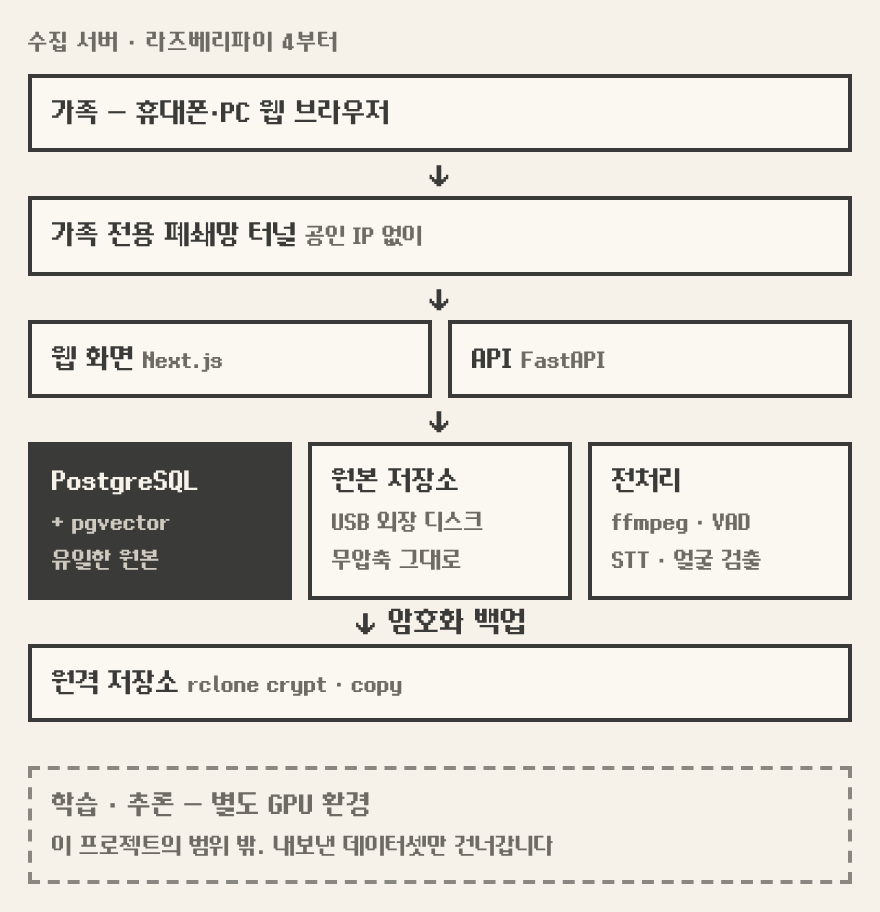 수집 서버 · 라즈베리파이 4부터
가족 — 휴대폰·PC 웹 브라우저
↓
가족 전용 폐쇄망 터널 공인 IP 없이
↓
웹 화면 Next.js
API FastAPI
↓
PostgreSQL
+ pgvector
유일한 원본
원본 저장소
USB 외장 디스크
무압축 그대로
전처리
ffmpeg · VAD
STT · 얼굴 검출
↓ 암호화 백업
원격 저장소 rclone crypt · copy
학습 · 추론 — 별도 GPU 환경
이 프로젝트의 범위 밖. 내보낸 데이터셋만 건너갑니다